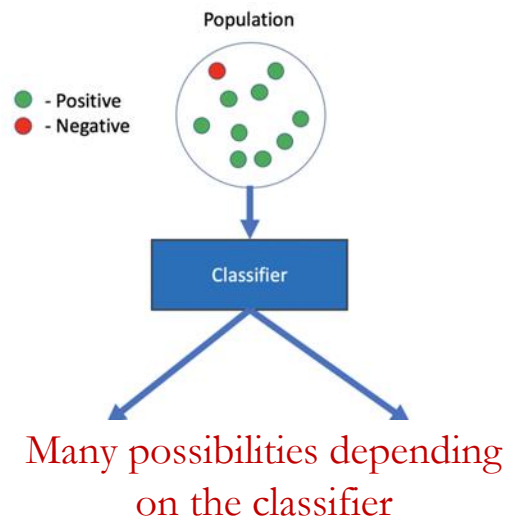 Population
- Positive
- Negative
Classifier
Many possibilities depending
on the classifier